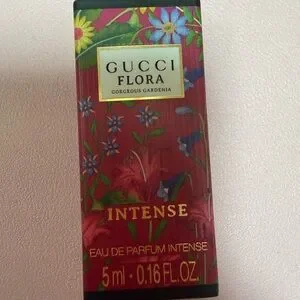 GUCCI
FLORA
GORGEOUS GARDENIA
INTENSE
EAU DE PARFUM INTENSE
5 ml · 0.16 FL.OZ.